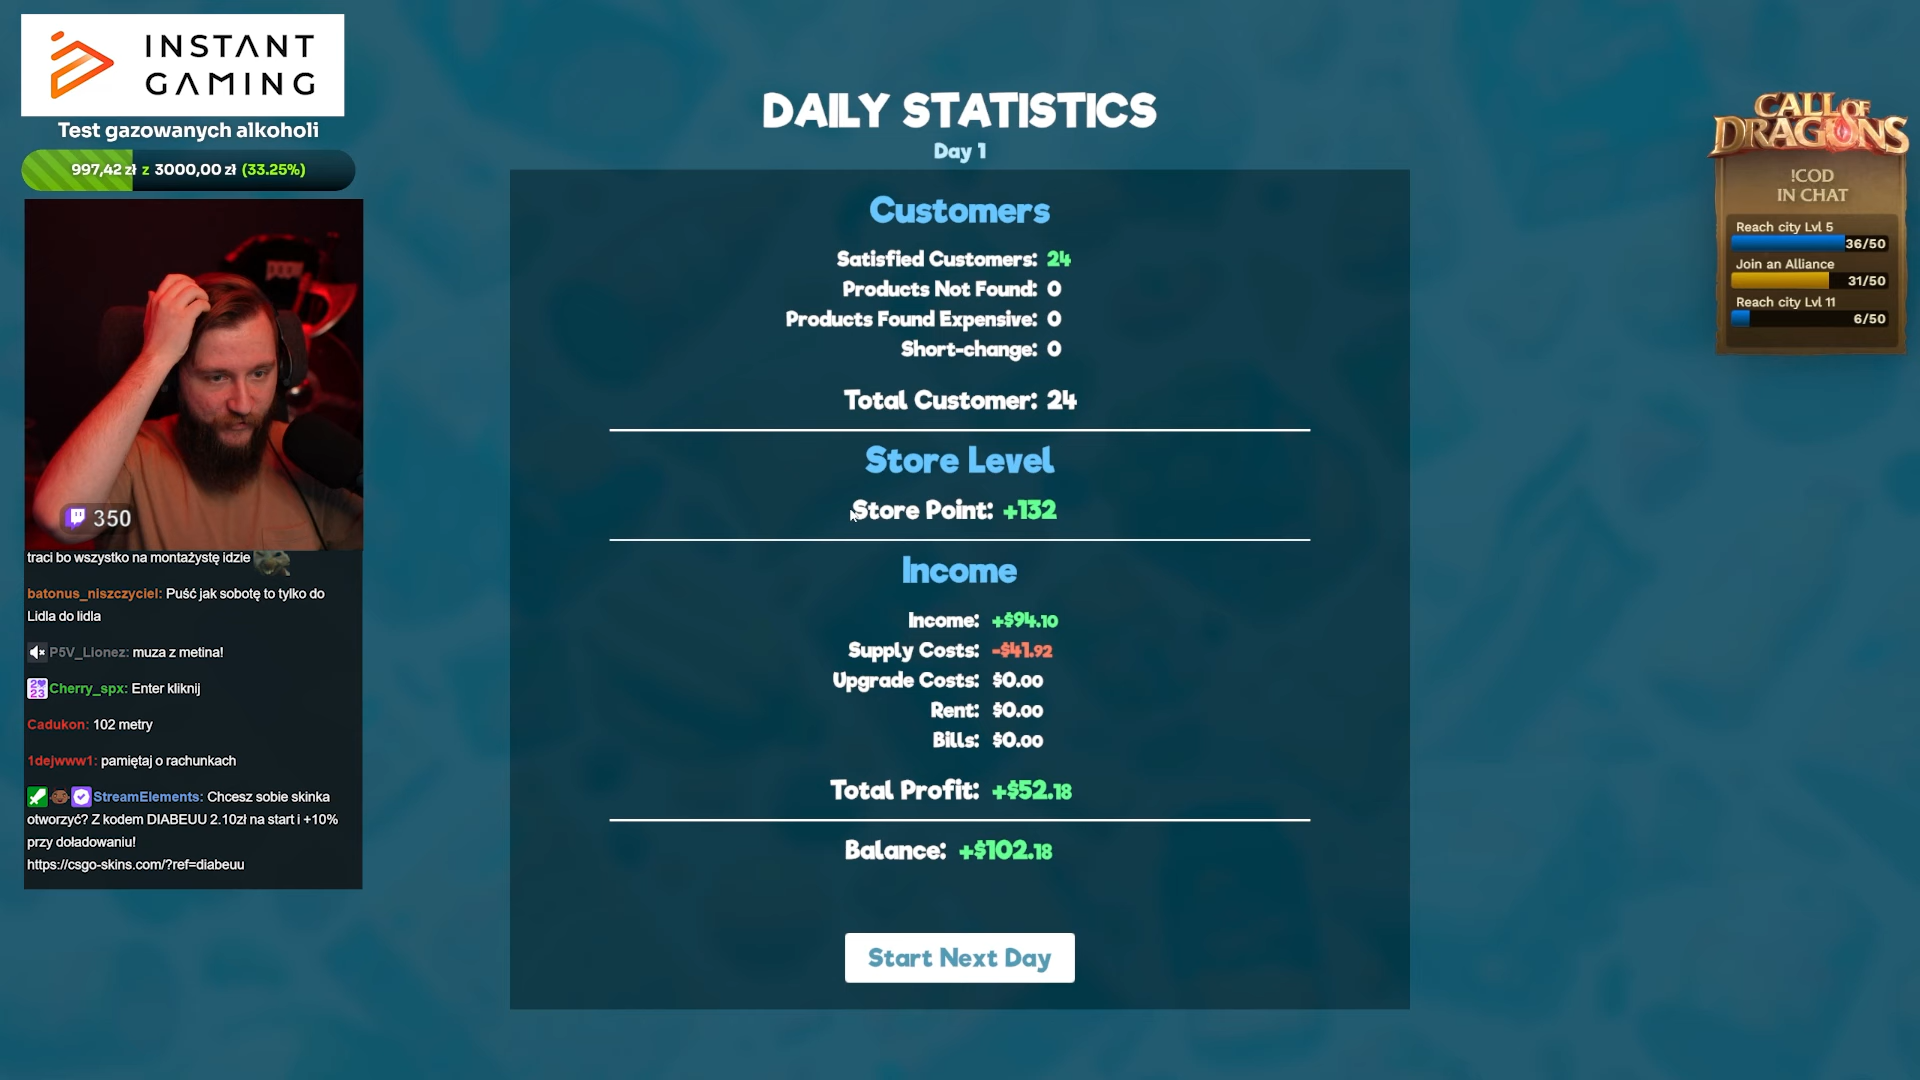 INSTANT
GAMING
Test gazowanych alkoholi
997,42 zł z 3000,00 zł (33.25%)
350
traci bo wszystko na montażystę idzie
batonus_niszczyciel: Puść jak sobotę to tylko do
Lidla do lidla
P5V_Lionez: muza z metina!
Cherry_spx: Enter kliknij
Cadukon: 102 metry
1dejwww1: pamiętaj o rachunkach
StreamElements: Chcesz sobie skinka
otworzyć? Z kodem DIABEUU 2.10zł na start i +10%
przy doładowaniu!
https://csgo-skins.com/?ref=diabeuu
DAILY STATISTICS
Day 1
Customers
Satisfied Customers: 24
Products Not Found: 0
Products Found Expensive: 0
Short-change: 0
Total Customer: 24
Store Level
Store Point: +132
Income
Income: +$94.10
Supply Costs: -$41.92
Upgrade Costs: $0.00
Rent: $0.00
Bills: $0.00
Total Profit: +$52.18
Balance: +$102.18
Start Next Day
CALL OF
DRAGONS
!COD
IN CHAT
Reach city Lvl 5
36/50
Join an Alliance
31/50
Reach city Lvl 11
6/50